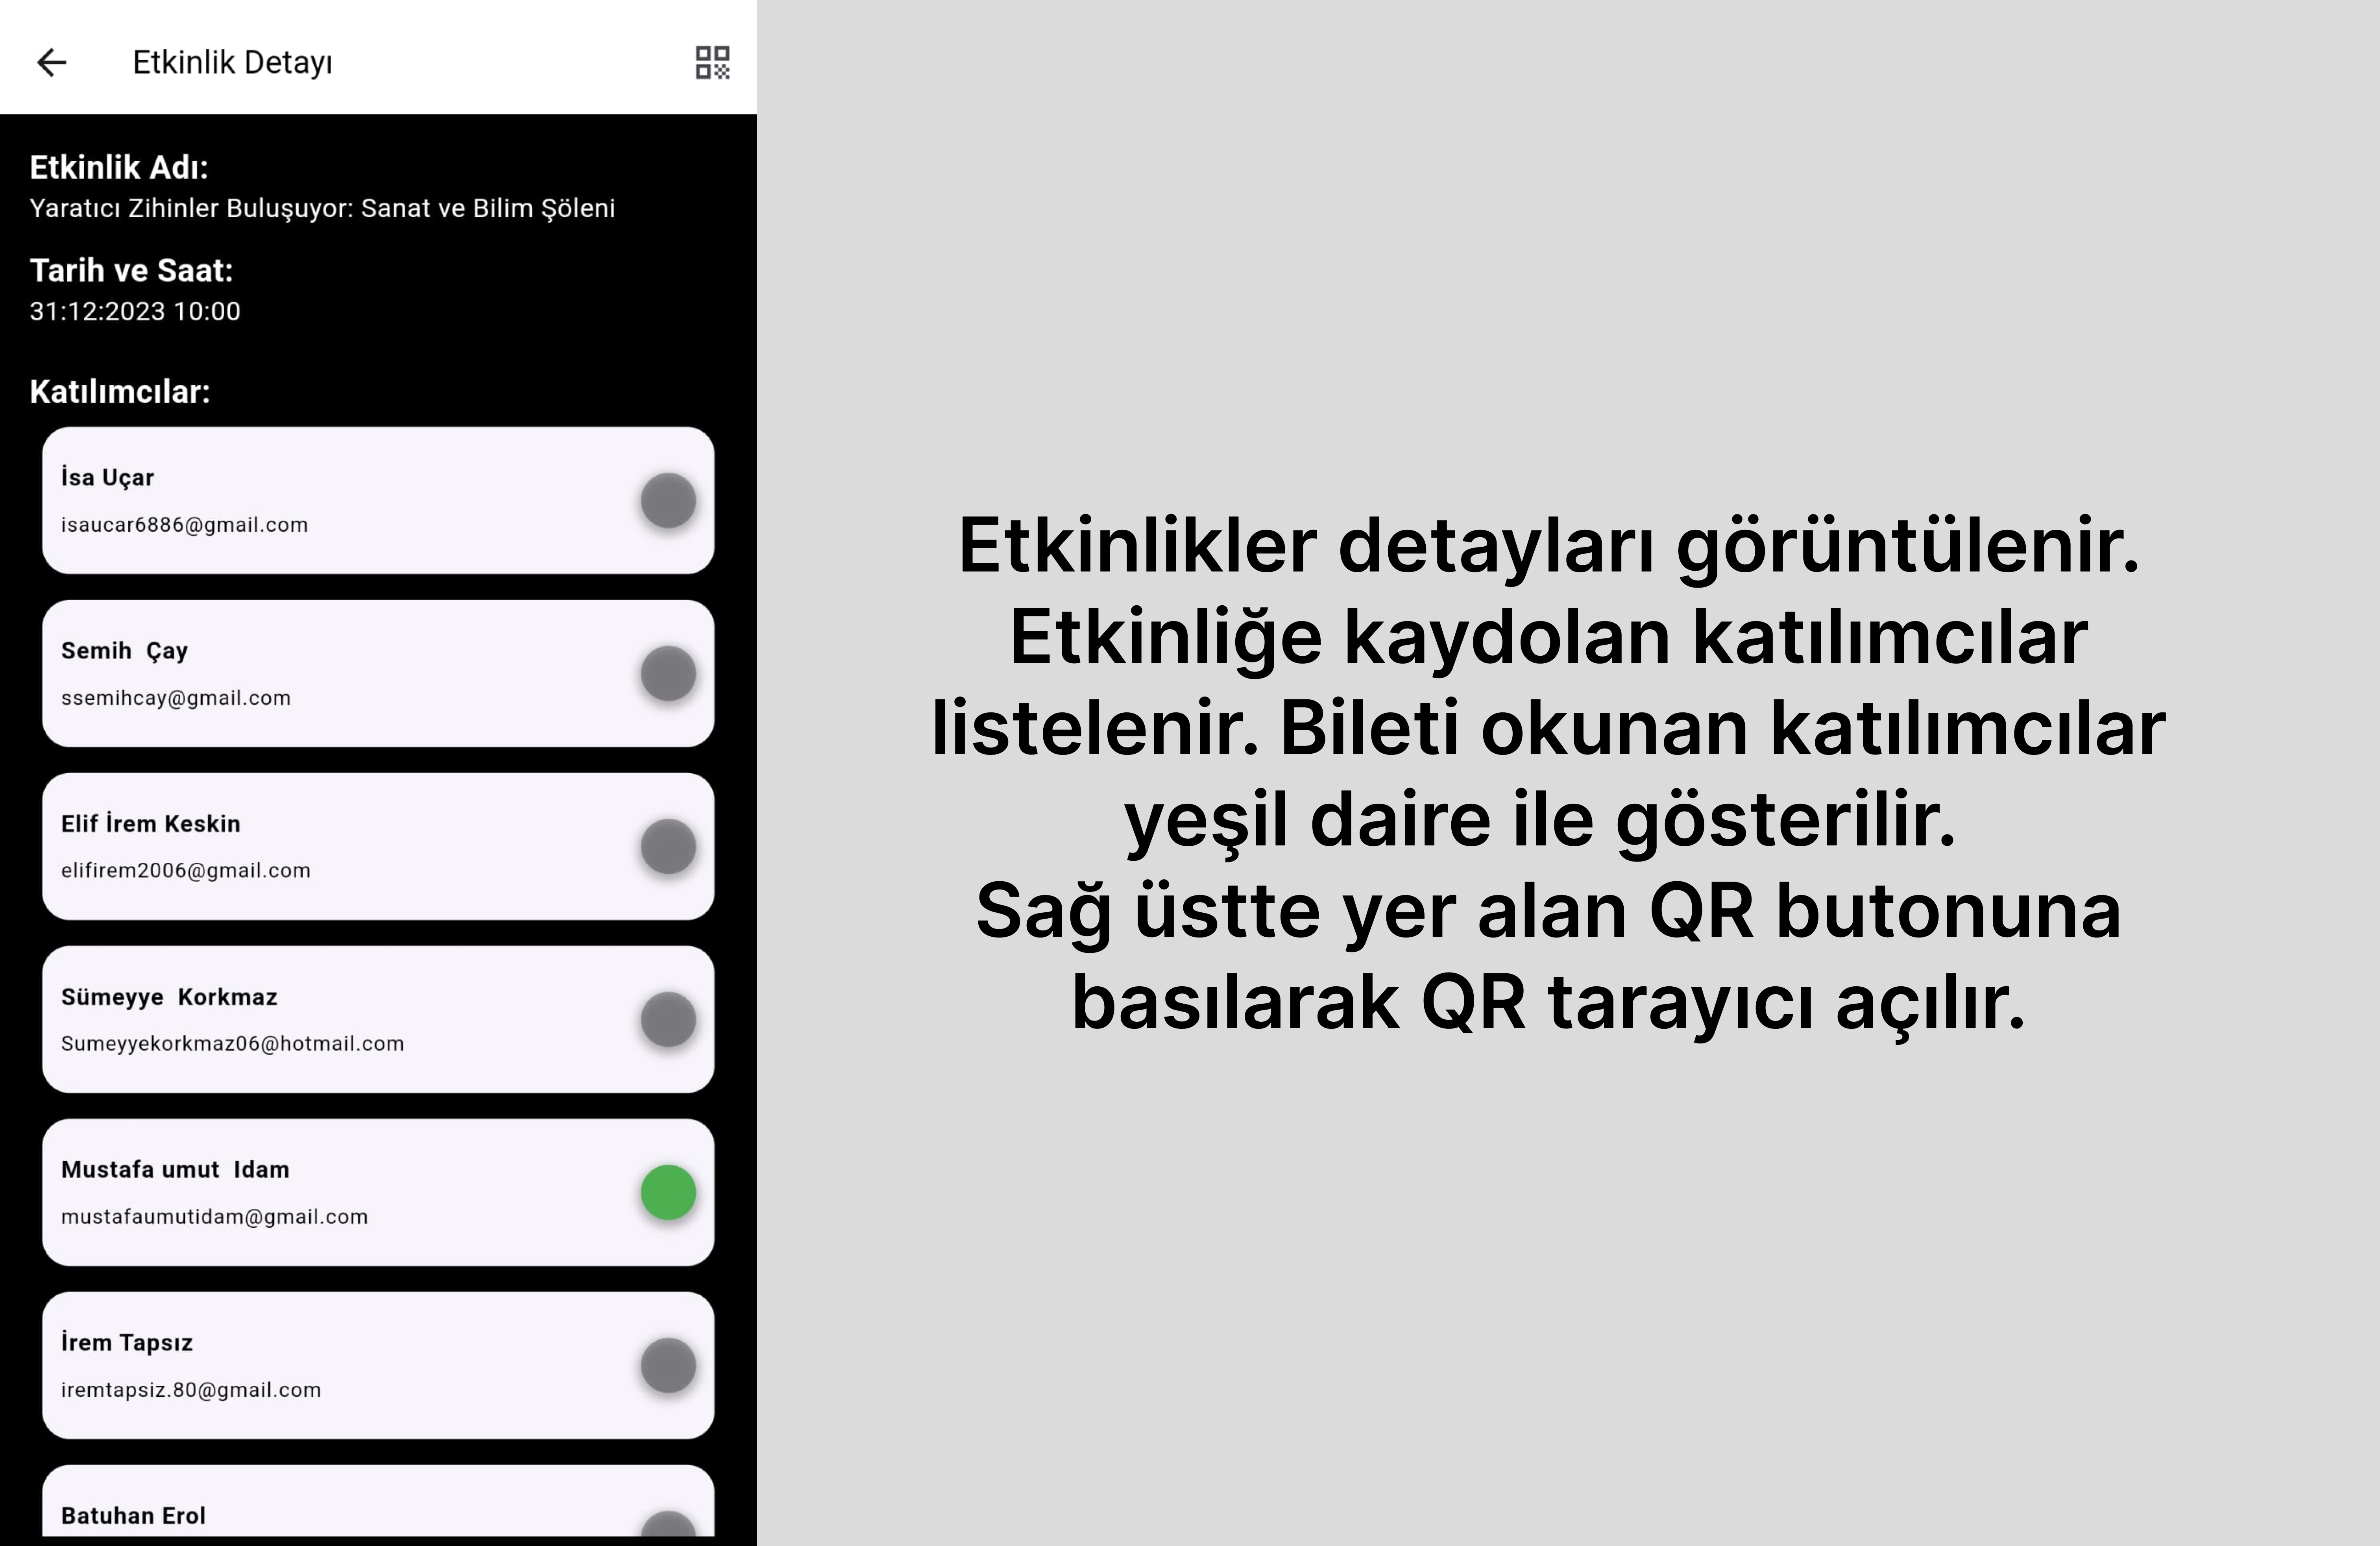 Etkinlik Detayı
Etkinlik Adı:
Yaratıcı Zihinler Buluşuyor: Sanat ve Bilim Şöleni
Tarih ve Saat:
31:12:2023 10:00
Katılımcılar:
İsa Uçar
isaucar6886@gmail.com
Semih  Çay
ssemihcay@gmail.com
Elif İrem Keskin
elifirem2006@gmail.com
Sümeyye  Korkmaz
Sumeyyekorkmaz06@hotmail.com
Mustafa umut  Idam
mustafaumutidam@gmail.com
İrem Tapsız
iremtapsiz.80@gmail.com
Batuhan Erol
Etkinlikler detayları görüntülenir.
Etkinliğe kaydolan katılımcılar
listelenir. Bileti okunan katılımcılar
yeşil daire ile gösterilir.
Sağ üstte yer alan QR butonuna
basılarak QR tarayıcı açılır.